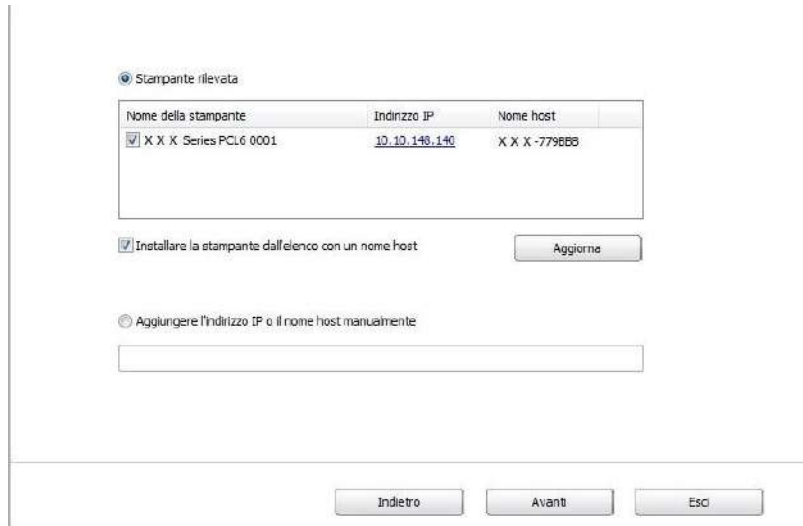 Stampante rilevata
Nome della stampante Indirizzo IP Nome host
X X X Series PCL6 0001 10.10.148.140 X X X -779BBB
Installare la stampante dall'elenco con un nome host Aggiorna
Aggiungere l'indirizzo IP o il nome host manualmente
Indietro Avanti Esci